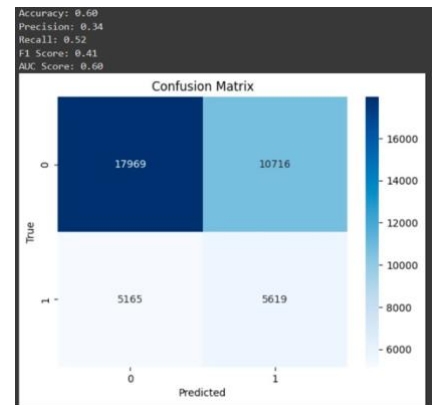 Accuracy: 0.60
Precision: 0.34
Recall: 0.52
F1 Score: 0.41
AUC Score: 0.60
Confusion Matrix
0
17969
10716
1
5165
5619
True
0
1
Predicted
16000
14000
12000
10000
8000
6000